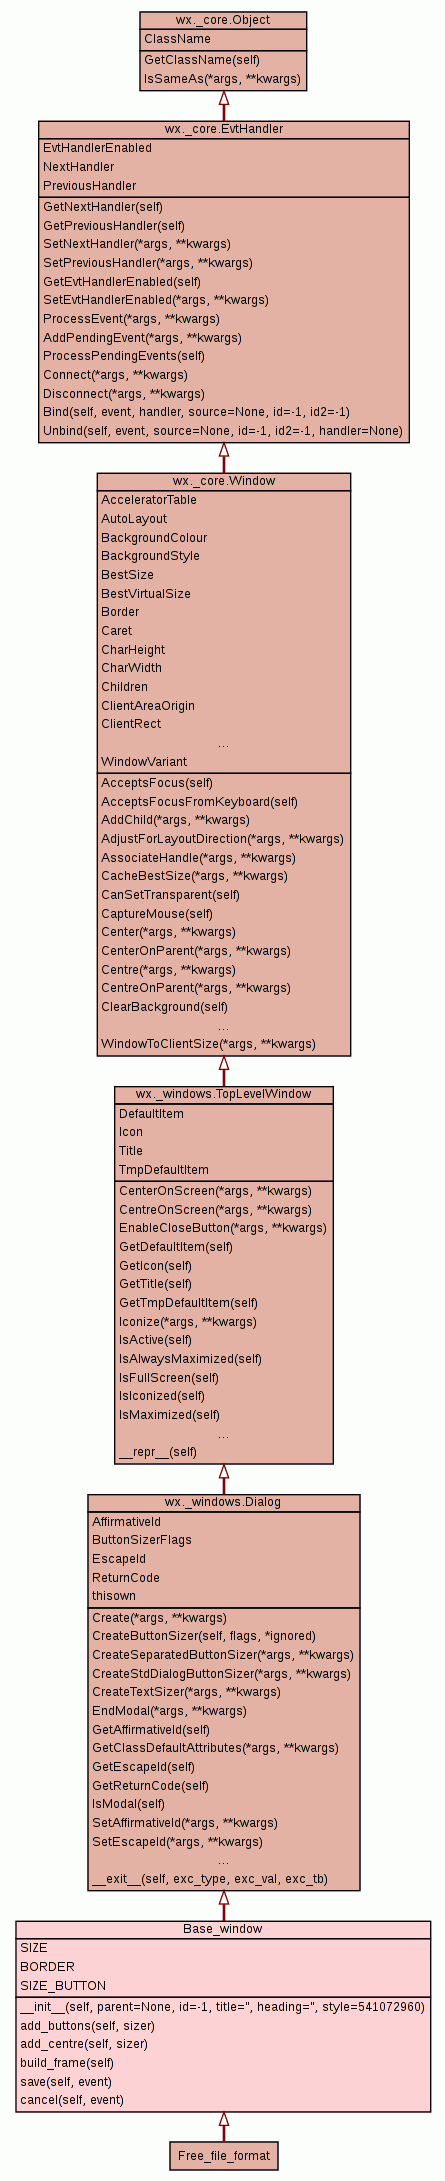 wx._core.Object
ClassName
GetClassName(self)
IsSameAs(*args, **kwargs)
wx._core.EvtHandler
EvtHandlerEnabled
NextHandler
PreviousHandler
GetNextHandler(self)
GetPreviousHandler(self)
SetNextHandler(*args, **kwargs)
SetPreviousHandler(*args, **kwargs)
GetEvtHandlerEnabled(self)
SetEvtHandlerEnabled(*args, **kwargs)
ProcessEvent(*args, **kwargs)
AddPendingEvent(*args, **kwargs)
ProcessPendingEvents(self)
Connect(*args, **kwargs)
Disconnect(*args, **kwargs)
Bind(self, event, handler, source=None, id=-1, id2=-1)
Unbind(self, event, source=None, id=-1, id2=-1, handler=None)
wx._core.Window
AcceleratorTable
AutoLayout
BackgroundColour
BackgroundStyle
BestSize
BestVirtualSize
Border
Caret
CharHeight
CharWidth
Children
ClientAreaOrigin
ClientRect
...
WindowVariant
AcceptsFocus(self)
AcceptsFocusFromKeyboard(self)
AddChild(*args, **kwargs)
AdjustForLayoutDirection(*args, **kwargs)
AssociateHandle(*args, **kwargs)
CacheBestSize(*args, **kwargs)
CanSetTransparent(self)
CaptureMouse(self)
Center(*args, **kwargs)
CenterOnParent(*args, **kwargs)
Centre(*args, **kwargs)
CentreOnParent(*args, **kwargs)
ClearBackground(self)
...
WindowToClientSize(*args, **kwargs)
wx._windows.TopLevelWindow
DefaultItem
Icon
Title
TmpDefaultItem
CenterOnScreen(*args, **kwargs)
CentreOnScreen(*args, **kwargs)
EnableCloseButton(*args, **kwargs)
GetDefaultItem(self)
GetIcon(self)
GetTitle(self)
GetTmpDefaultItem(self)
Iconize(*args, **kwargs)
IsActive(self)
IsAlwaysMaximized(self)
IsFullScreen(self)
IsIconized(self)
IsMaximized(self)
...
__repr__(self)
wx._windows.Dialog
AffirmativeId
ButtonSizerFlags
EscapeId
ReturnCode
thisown
Create(*args, **kwargs)
CreateButtonSizer(self, flags, *ignored)
CreateSeparatedButtonSizer(*args, **kwargs)
CreateStdDialogButtonSizer(*args, **kwargs)
CreateTextSizer(*args, **kwargs)
EndModal(*args, **kwargs)
GetAffirmativeId(self)
GetClassDefaultAttributes(*args, **kwargs)
GetEscapeId(self)
GetReturnCode(self)
IsModal(self)
SetAffirmativeId(*args, **kwargs)
SetEscapeId(*args, **kwargs)
...
__exit__(self, exc_type, exc_val, exc_tb)
Base_window
SIZE
BORDER
SIZE_BUTTON
__init__(self, parent=None, id=-1, title='', heading='', style=541072960)
add_buttons(self, sizer)
add_centre(self, sizer)
build_frame(self)
save(self, event)
cancel(self, event)
Free_file_format